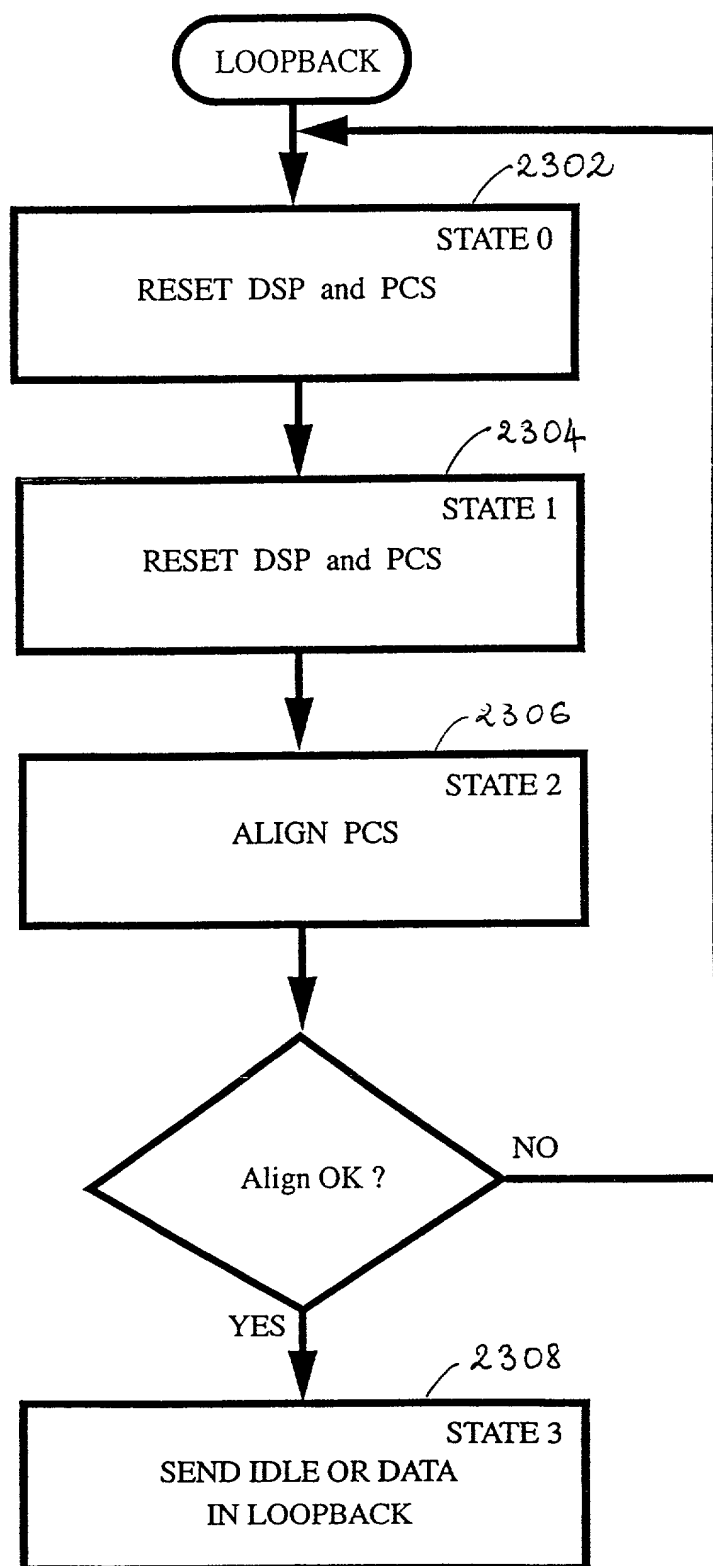 LOOPBACK
2302
STATE 0
RESET DSP and PCS
2304
STATE 1
RESET DSP and PCS
2306
STATE 2
ALIGN PCS
Align OK ?
NO
YES
2308
STATE 3
SEND IDLE OR DATA
IN LOOPBACK